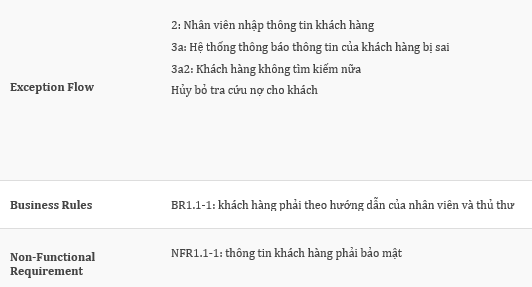 Exception Flow
2: Nhân viên nhập thông tin khách hàng
3a: Hệ thống thông báo thông tin của khách hàng bị sai
3a2: Khách hàng không tìm kiếm nữa
Hủy bỏ tra cứu nợ cho khách
Business Rules
BR1.1-1: khách hàng phải theo hướng dẫn của nhân viên và thủ thư
Non-Functional
Requirement
NFR1.1-1: thông tin khách hàng phải bảo mật